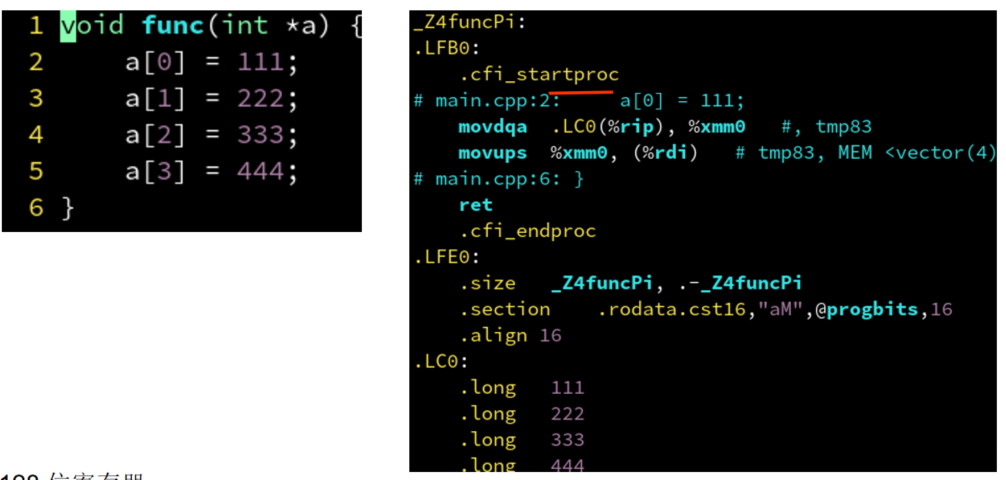 1 void func(int *a) {
2     a[0] = 111;
3     a[1] = 222;
4     a[2] = 333;
5     a[3] = 444;
6 }
_Z4funcPi:
.LFB0:
    .cfi_startproc
# main.cpp:2:     a[0] = 111;
    movdqa  .LC0(%rip), %xmm0   #, tmp83
    movups  %xmm0, (%rdi)   # tmp83, MEM <vector(4)
# main.cpp:6: }
    ret
    .cfi_endproc
.LFE0:
    .size   _Z4funcPi, .-_Z4funcPi
    .section    .rodata.cst16,"aM",@progbits,16
    .align 16
.LC0:
    .long   111
    .long   222
    .long   333
    .long   444